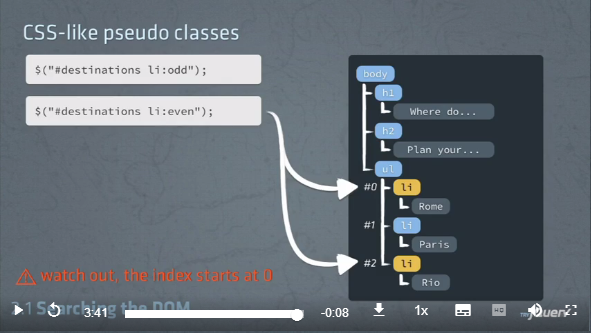 CSS-like pseudo classes
$("#destinations li:odd");
$("#destinations li:even");
body
h1
Where do...
h2
Plan your...
ul
#0 li
Rome
#1 li
Paris
#2 li
Rio
watch out, the index starts at 0
2.1 Searching the DOM
3:41
-0:08
1x
HQ